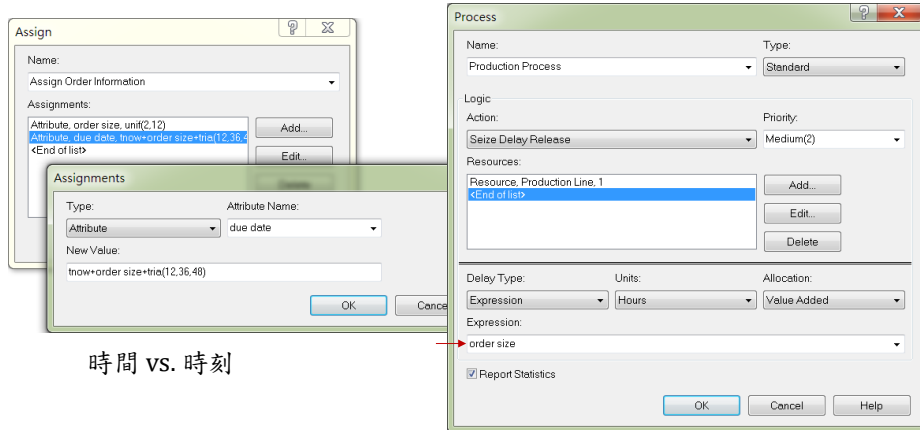 Assign
Name:
Assign Order Information
Assignments:
Attribute, order size, unif(2,12)
Attribute, due date, tnow+order size+tria(12,36,4
<End of list>
Add...
Edit...
Assignments
Type:
Attribute Name:
Attribute
due date
New Value:
tnow+order size+tria(12,36,48)
OK
Cance
時間 vs. 時刻
Process
Name:
Type:
Production Process
Standard
Logic
Action:
Priority:
Seize Delay Release
Medium(2)
Resources:
Resource, Production Line, 1
<End of list>
Add...
Edit...
Delete
Delay Type:
Units:
Allocation:
Expression
Hours
Value Added
Expression:
order size
Report Statistics
OK
Cancel
Help